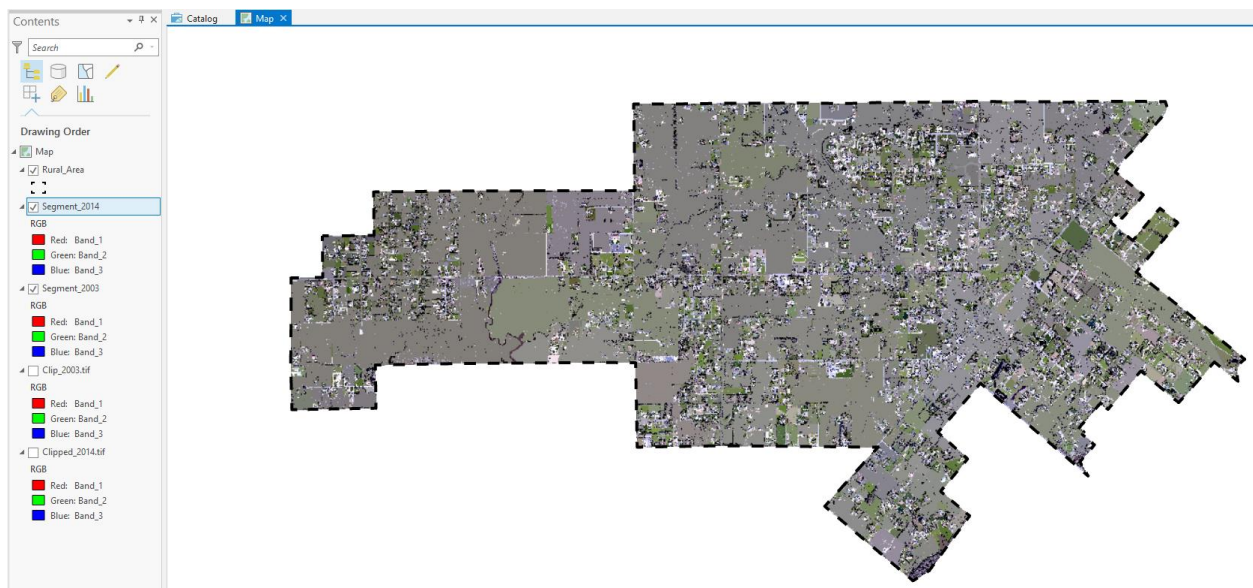 Contents
Search
Drawing Order
Map
Rural_Area
Segment_2014
RGB
Red: Band_1
Green: Band_2
Blue: Band_3
Segment_2003
RGB
Red: Band_1
Green: Band_2
Blue: Band_3
Clip_2003.tif
RGB
Red: Band_1
Green: Band_2
Blue: Band_3
Clipped_2014.tif
RGB
Red: Band_1
Green: Band_2
Blue: Band_3
Catalog
Map